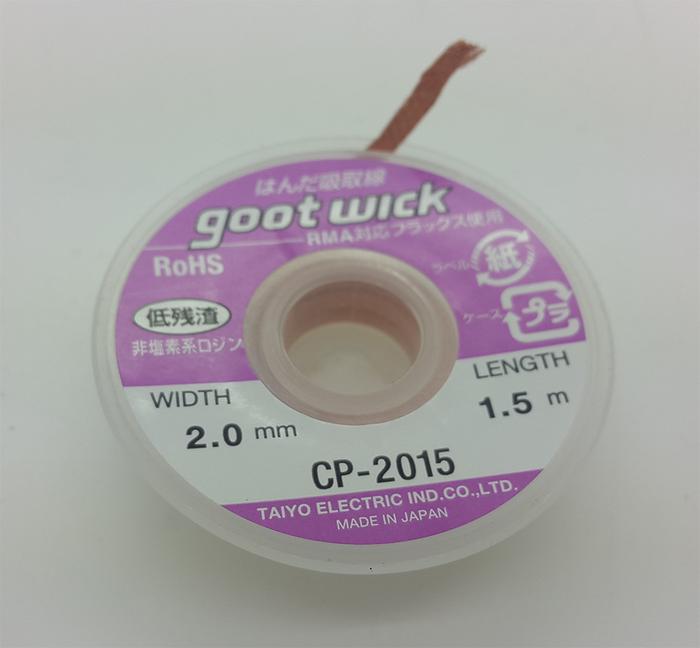 はんだ吸取線
goot wick
RMA対応フラックス使用
RoHS
ラベル 紙
低残渣
ケース プラ
非塩素系ロジン
WIDTH
2.0 mm
LENGTH
1.5 m
CP-2015
TAIYO ELECTRIC IND.CO.,LTD.
MADE IN JAPAN